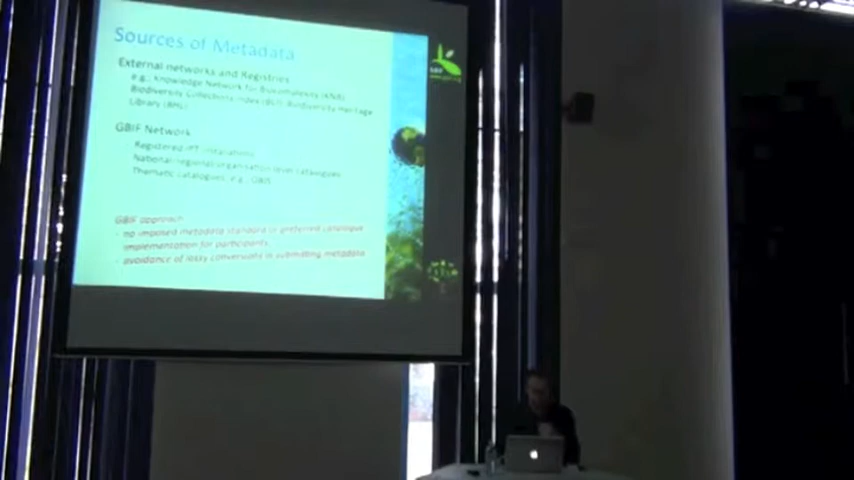 Sources of Metadata
External networks and Registries
e.g., Knowledge Network for Biocomplexity (KNB)
Biodiversity Collections Index (BCI) Biodiversity Heritage
Library (BHL)
GBIF Network
Registered IPT installations
National-regional-organisation level catalogues
Thematic catalogues, e.g., OBIS
GBIF approach
- no imposed metadata standard or preferred catalogue
implementation for participants,
- avoidance of lossy conversions in submitting metadata